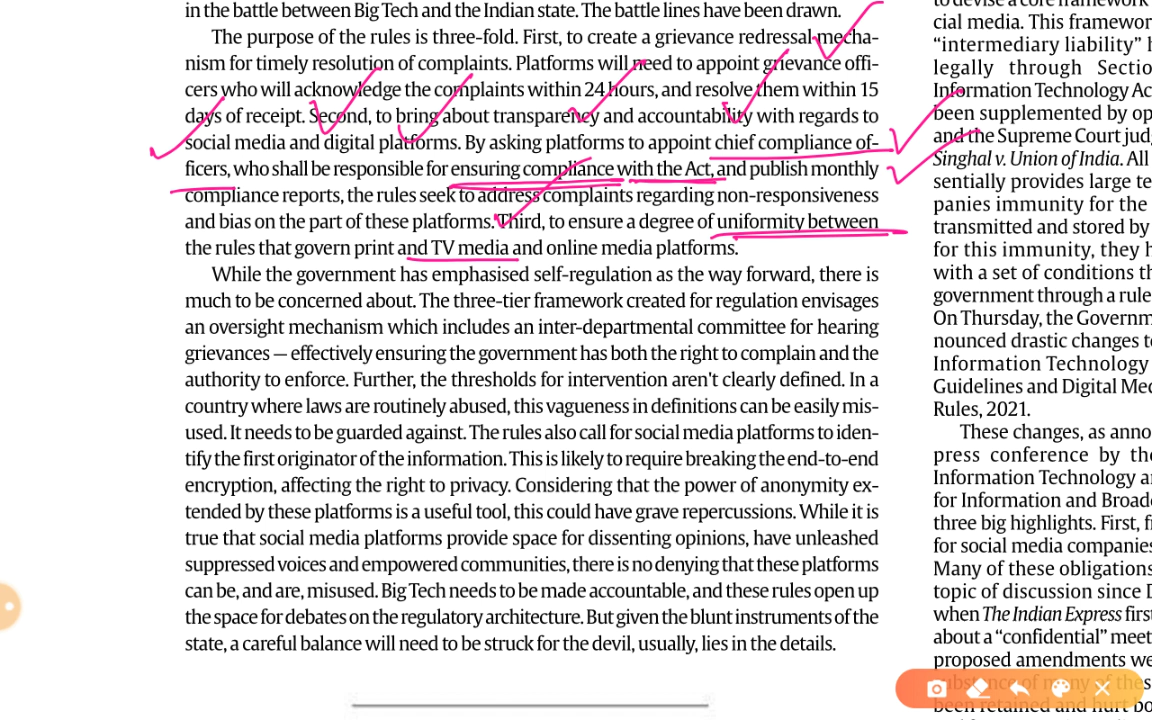 in the battle between Big Tech and the Indian state. The battle lines have been drawn.
The purpose of the rules is three-fold. First, to create a grievance redressal mecha-
nism for timely resolution of complaints. Platforms will need to appoint grievance offi-
cers who will acknowledge the complaints within 24 hours, and resolve them within 15
days of receipt. Second, to bring about transparency and accountability with regards to
social media and digital platforms. By asking platforms to appoint chief compliance of-
ficers, who shall be responsible for ensuring compliance with the Act, and publish monthly
compliance reports, the rules seek to address complaints regarding non-responsiveness
and bias on the part of these platforms. Third, to ensure a degree of uniformity between
the rules that govern print and TV media and online media platforms.
While the government has emphasised self-regulation as the way forward, there is
much to be concerned about. The three-tier framework created for regulation envisages
an oversight mechanism which includes an inter-departmental committee for hearing
grievances — effectively ensuring the government has both the right to complain and the
authority to enforce. Further, the thresholds for intervention aren't clearly defined. In a
country where laws are routinely abused, this vagueness in definitions can be easily mis-
used. It needs to be guarded against. The rules also call for social media platforms to iden-
tify the first originator of the information. This is likely to require breaking the end-to-end
encryption, affecting the right to privacy. Considering that the power of anonymity ex-
tended by these platforms is a useful tool, this could have grave repercussions. While it is
true that social media platforms provide space for dissenting opinions, have unleashed
suppressed voices and empowered communities, there is no denying that these platforms
can be, and are, misused. Big Tech needs to be made accountable, and these rules open up
the space for debates on the regulatory architecture. But given the blunt instruments of the
state, a careful balance will need to be struck for the devil, usually, lies in the details.
cial media. This framewor
"intermediary liability"
legally through Sectio
Information Technology Ac
been supplemented by op
and the Supreme Court jud
Singhal v. Union of India. All
sentially provides large te
panies immunity for the
transmitted and stored by
for this immunity, they h
with a set of conditions th
government through a rule
On Thursday, the Governm
nounced drastic changes t
Information Technology
Guidelines and Digital Med
Rules, 2021.
These changes, as anno
press conference by the
Information Technology a
for Information and Broad
three big highlights. First, fi
for social media companies
Many of these obligations
topic of discussion since D
when The Indian Express first
about a "confidential" meet
proposed amendments we